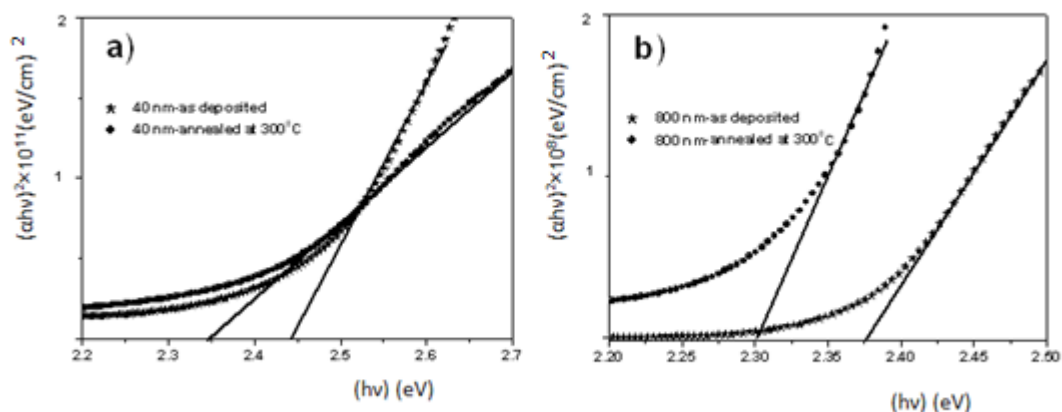 a)
2
1
(αhν)²×10¹¹(eV/cm)²
40 nm-as deposited
40 nm-annealed at 300°C
2.2 2.3 2.4 2.5 2.6 2.7
(hν) (eV)
b)
2
1
(αhν)²×10⁸(eV/cm)²
800 nm-as deposited
800 nm-annealed at 300°C
2.20 2.25 2.30 2.35 2.40 2.45 2.50
(hν) (eV)